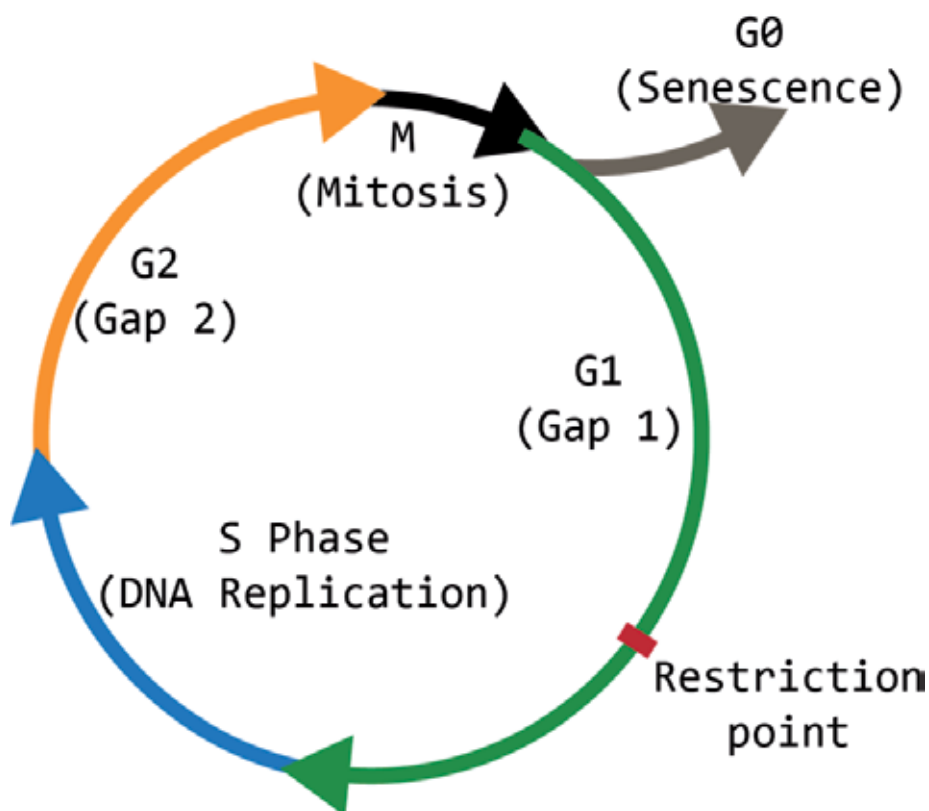 G0
(Senescence)
M
(Mitosis)
G2
(Gap 2)
G1
(Gap 1)
S Phase
(DNA Replication)
Restriction
point